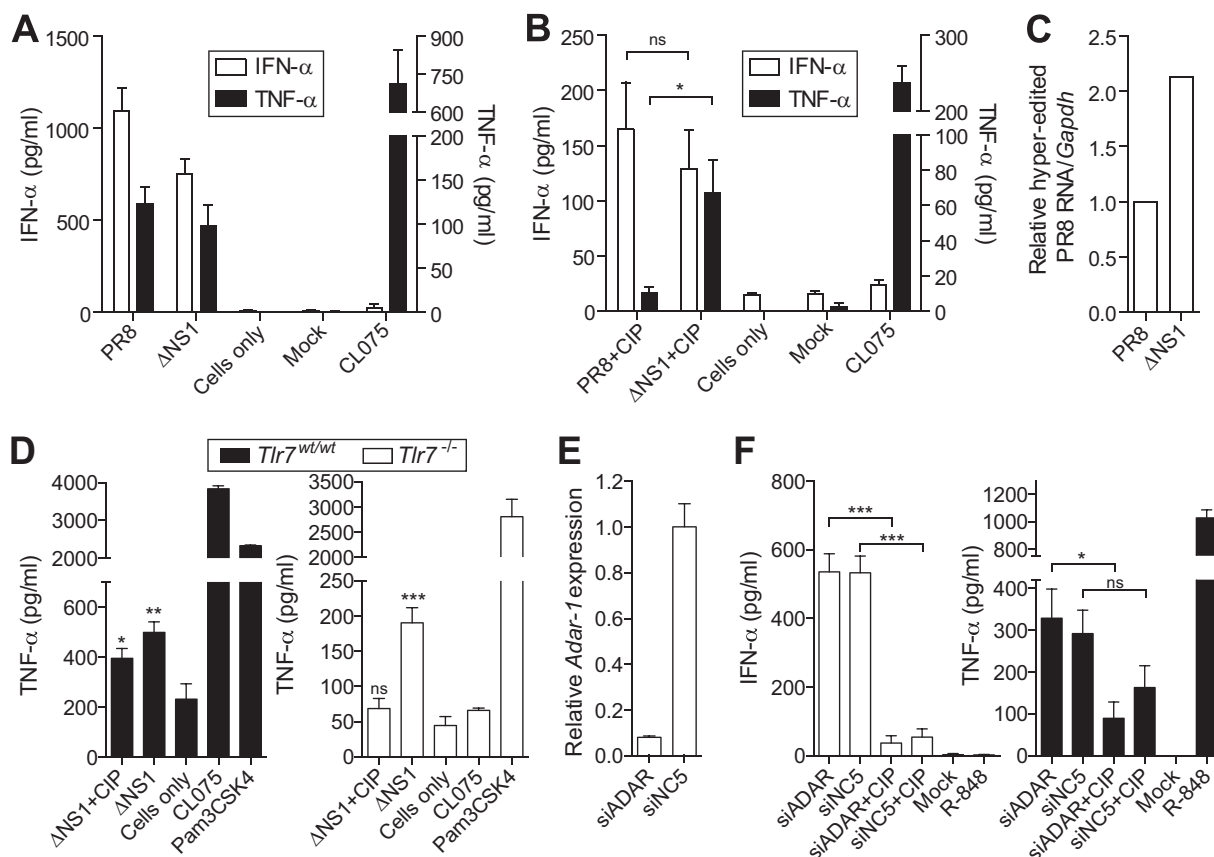 A
1500
1000
500
0
IFN-α (pg/ml)
IFN-α
TNF-α
900
750
600
200
150
100
50
0
TNF-α (pg/ml)
PR8
ΔNS1
Cells only
Mock
CL075
B
250
200
150
100
50
0
IFN-α (pg/ml)
ns
*
IFN-α
TNF-α
300
200
100
80
60
40
20
0
TNF-α (pg/ml)
PR8+CIP
ΔNS1+CIP
Cells only
Mock
CL075
C
2.5
2.0
1.5
1.0
0.5
0.0
Relative hyper-edited
PR8 RNA/Gapdh
PR8
ΔNS1
D
Tlr7 wt/wt
Tlr7 -/-
4000
3000
2000
600
400
200
0
TNF-α (pg/ml)
*
**
ΔNS1+CIP
ΔNS1
Cells only
CL075
Pam3CSK4
3500
3000
2500
2000
200
150
100
50
0
TNF-α (pg/ml)
ns
***
ΔNS1+CIP
ΔNS1
Cells only
CL075
Pam3CSK4
E
1.2
1.0
0.8
0.6
0.4
0.2
0.0
Relative Adar-1 expression
siADAR
siNC5
F
800
600
400
200
0
IFN-α (pg/ml)
***
***
siADAR
siNC5
siADAR+CIP
siNC5+CIP
Mock
R-848
1200
1000
800
400
300
200
100
0
TNF-α (pg/ml)
*
ns
siADAR
siNC5
siADAR+CIP
siNC5+CIP
Mock
R-848